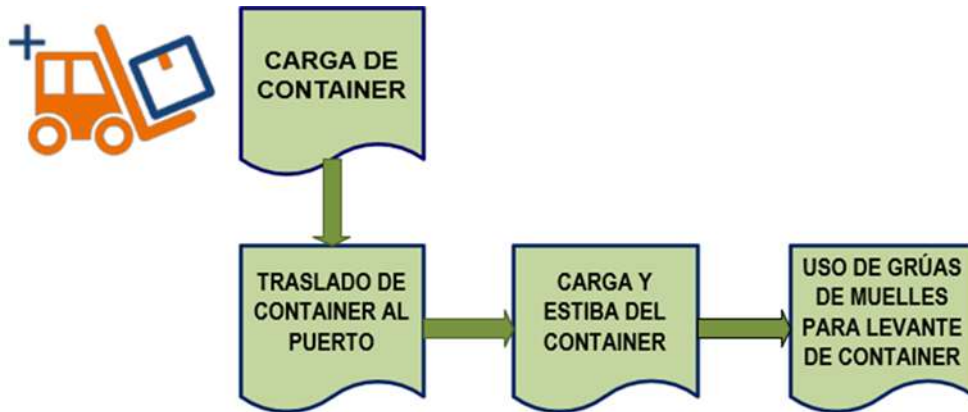 CARGA DE
CONTAINER
TRASLADO DE
CONTAINER AL
PUERTO
CARGA Y
ESTIBA DEL
CONTAINER
USO DE GRÚAS
DE MUELLES
PARA LEVANTE
DE CONTAINER